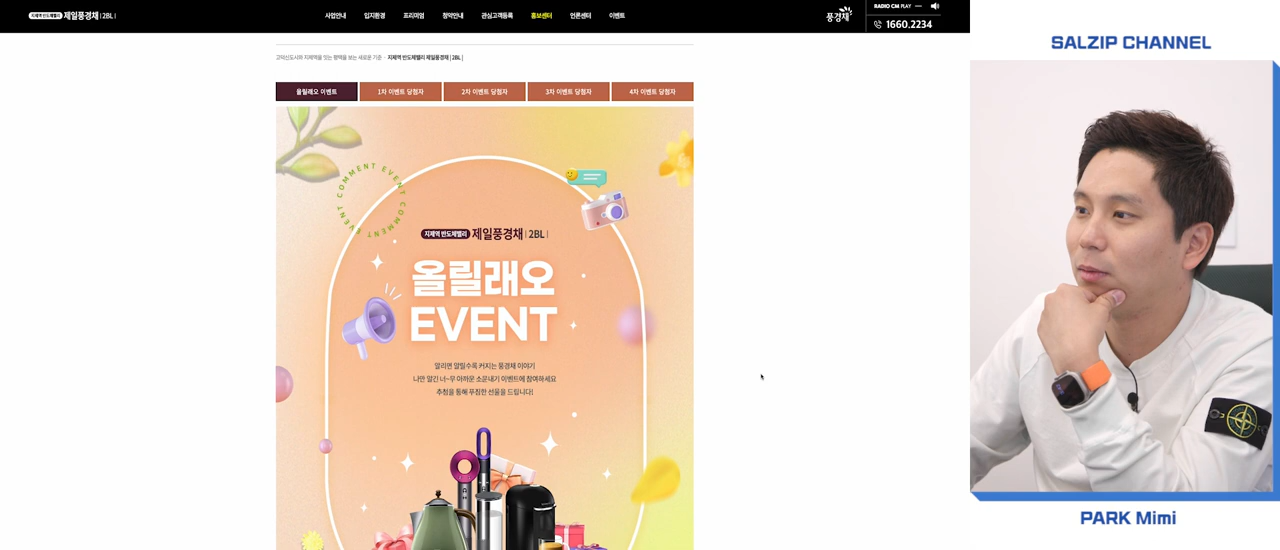 지제역 반도체밸리 제일풍경채 | 2BL |
사업안내 입지환경 프리미엄 청약안내 관심고객등록 홍보센터 언론센터 이벤트
풍경채
RADIO CM PLAY
1660.2234
고덕신도시와 지제역을 잇는 평택을 보는 새로운 기준 - 지제역 반도체밸리 제일풍경채 | 2BL |
올릴래오 이벤트
1차 이벤트 당첨자
2차 이벤트 당첨자
3차 이벤트 당첨자
4차 이벤트 당첨자
COMMENT EVENT COMMENT EVENT
지제역 반도체밸리 제일풍경채 | 2BL |
올릴래오
EVENT
알리면 알릴수록 커지는 풍경채 이야기
나만 알긴 너~무 아까운 소문내기 이벤트에 참여하세요
추첨을 통해 푸짐한 선물을 드립니다!
SALZIP CHANNEL
PARK Mimi